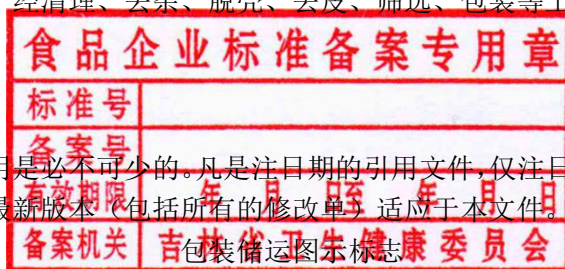 经清理、去杂、脱壳、去皮、筛选、包装等工
食品企业标准备案专用章
标准号
备案号
用是必不可少的。凡是注日期的引用文件,仅注日
有效期限 年 月 日至 年 月 日
最新版本（包括所有的修改单）适应于本文件。
备案机关 吉林省卫生健康委员会
包装储运图示标志